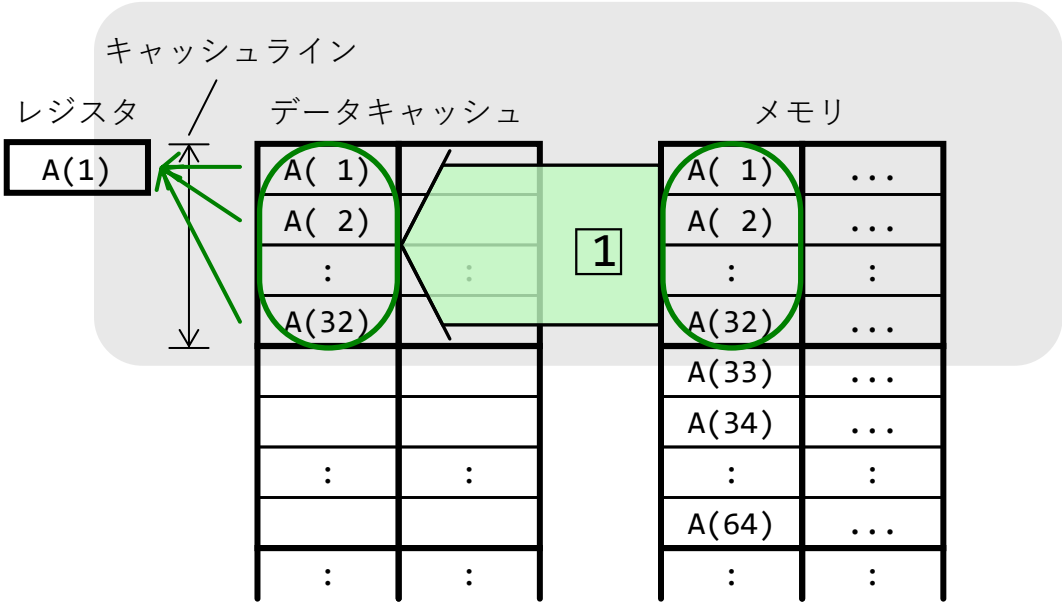 キャッシュライン
レジスタ データキャッシュ メモリ
A(1) A( 1) A( 1) ...
A( 2) A( 2) ...
: : 1 : :
A(32) A(32) ...
A(33) ...
A(34) ...
: : : :
A(64) ...
: : : :